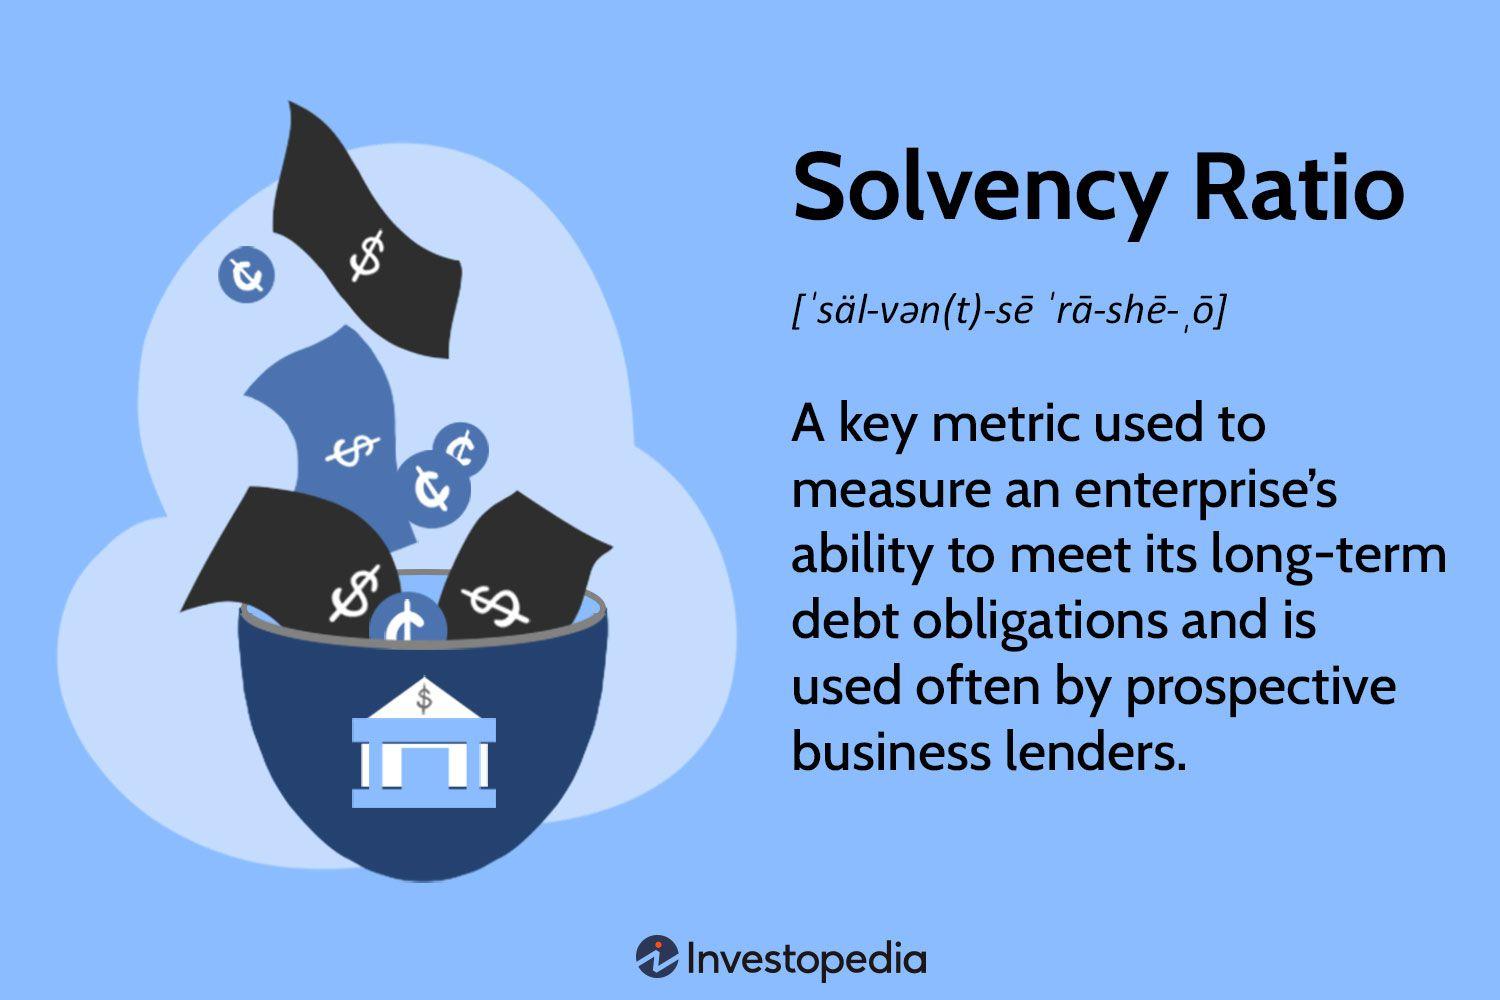 Solvency Ratio
[ˈsäl-vən(t)-sē ˈrā-shē-ˌō]
A key metric used to
measure an enterprise’s
ability to meet its long-term
debt obligations and is
used often by prospective
business lenders.
$
¢
$
¢
¢
$
¢
$
$
Investopedia